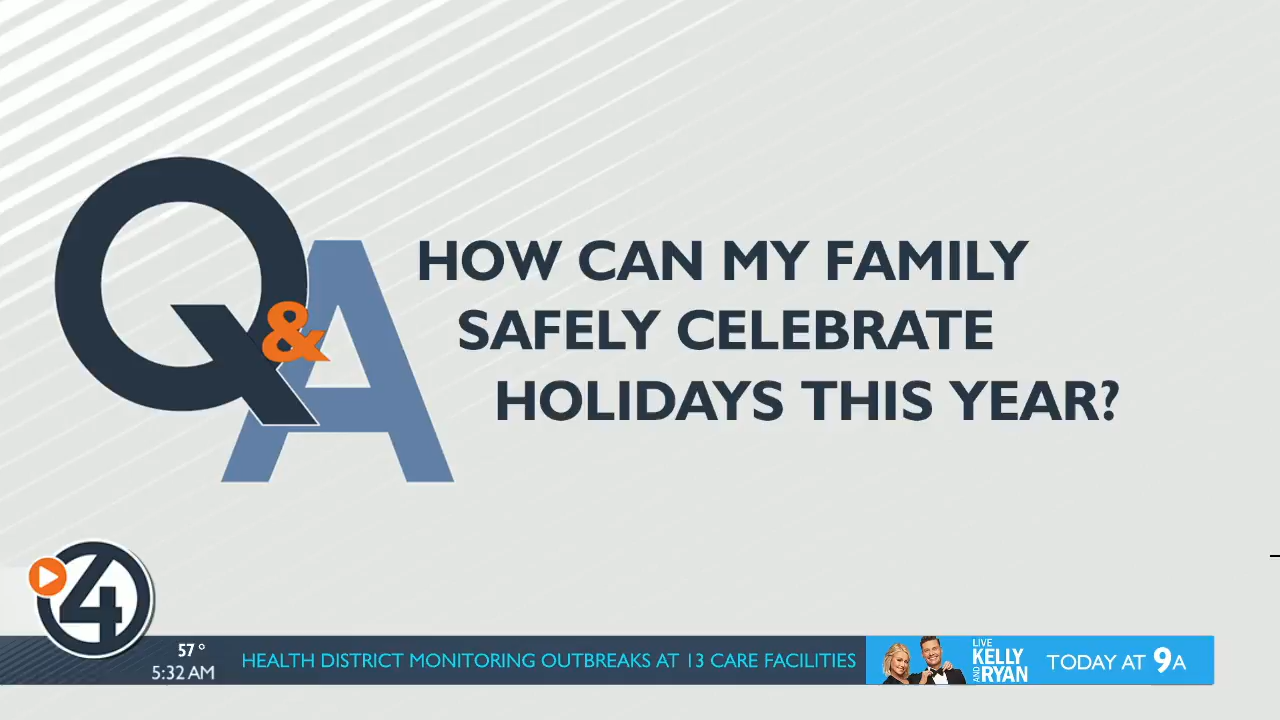 Q&A
HOW CAN MY FAMILY
SAFELY CELEBRATE
HOLIDAYS THIS YEAR?
4
57°
5:32 AM
HEALTH DISTRICT MONITORING OUTBREAKS AT 13 CARE FACILITIES
LIVE
KELLY
AND RYAN
TODAY AT 9A